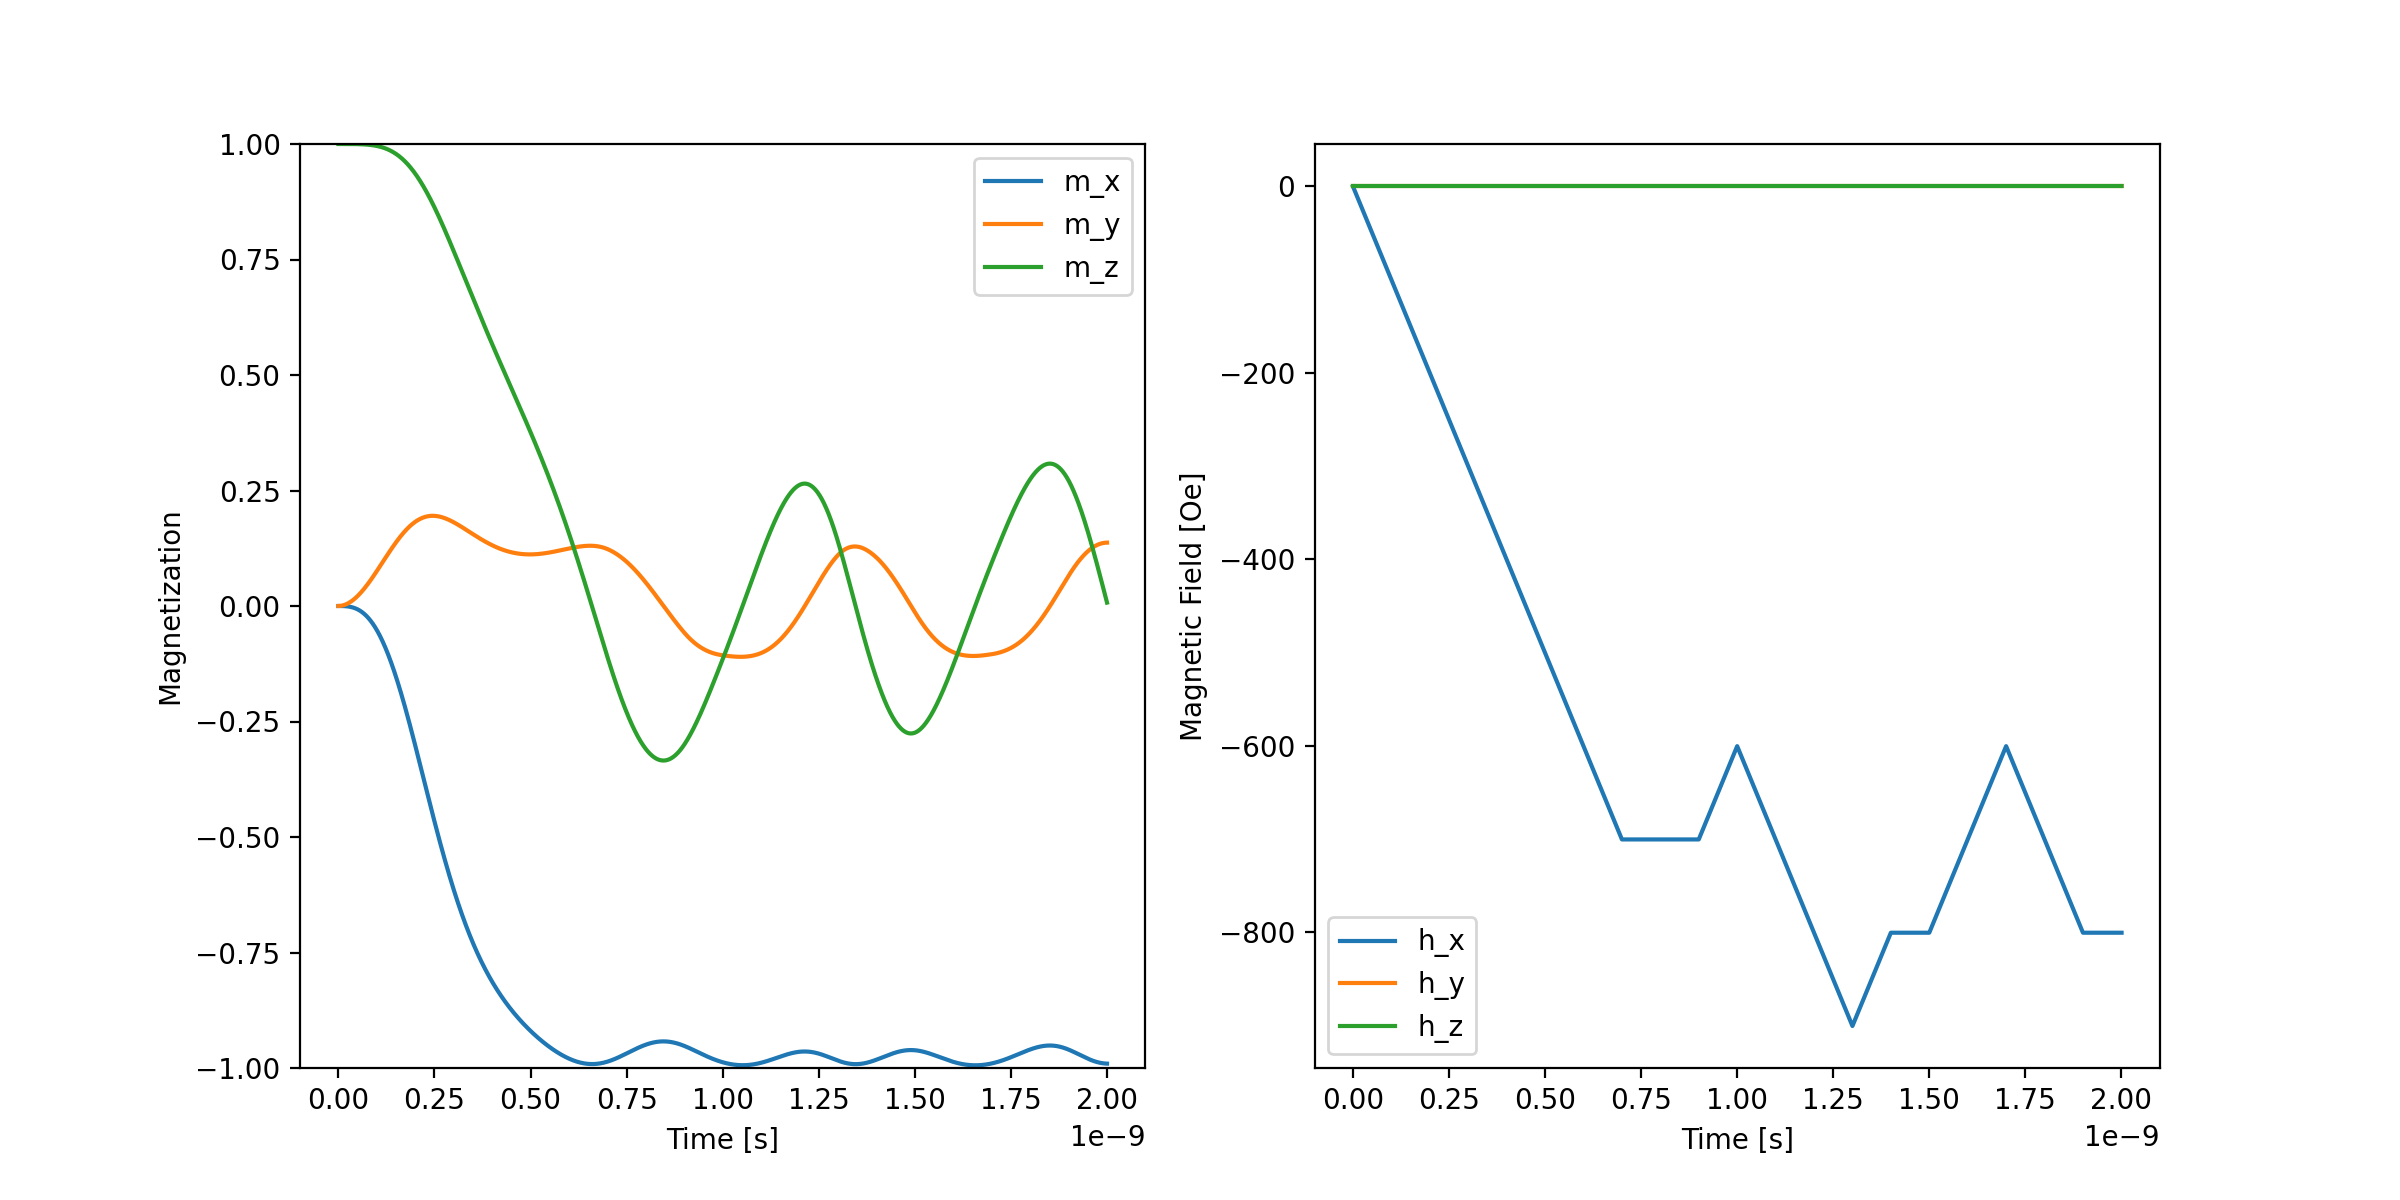 Magnetization
1.00
0.75
0.50
0.25
0.00
−0.25
−0.50
−0.75
−1.00
m_x
m_y
m_z
0.00 0.25 0.50 0.75 1.00 1.25 1.50 1.75 2.00
1e−9
Time [s]
Magnetic Field [Oe]
0
−200
−400
−600
−800
h_x
h_y
h_z
0.00 0.25 0.50 0.75 1.00 1.25 1.50 1.75 2.00
1e−9
Time [s]